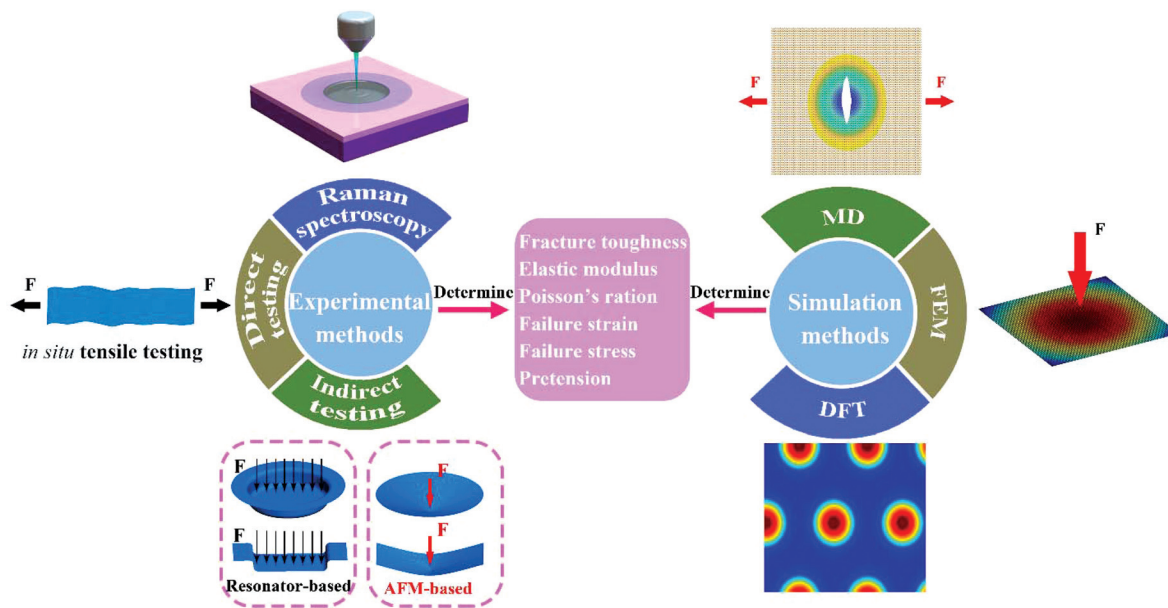 F
F
Raman
spectroscopy
Direct
testing
Indirect
testing
Experimental
methods
F
F
in situ tensile testing
Determine
Fracture toughness
Elastic modulus
Poisson's ration
Failure strain
Failure stress
Pretension
Determine
MD
FEM
DFT
Simulation
methods
F
F
F
F
F
Resonator-based
AFM-based